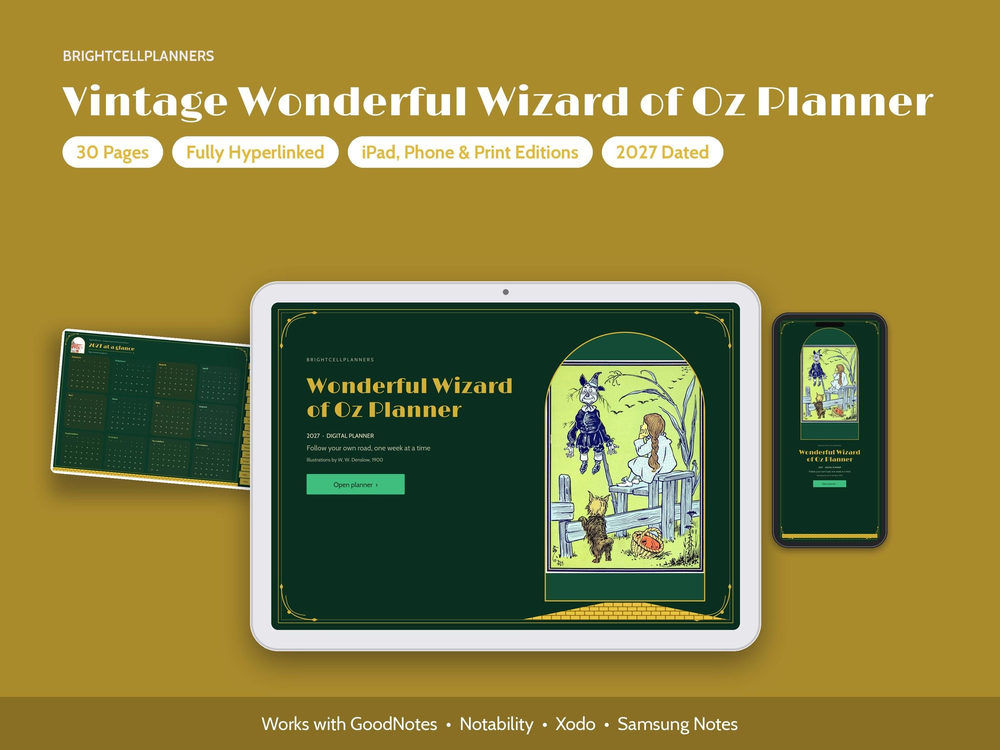 BRIGHTCELLPLANNERS
Vintage Wonderful Wizard of Oz Planner
30 Pages
Fully Hyperlinked
iPad, Phone & Print Editions
2027 Dated
2027 at a glance
BRIGHTCELLPLANNERS
Wonderful Wizard
of Oz Planner
2027 · DIGITAL PLANNER
Follow your own road, one week at a time
Illustrations by W. W. Denslow, 1900
Open planner ›
Wonderful Wizard
of Oz Planner
Works with GoodNotes • Notability • Xodo • Samsung Notes